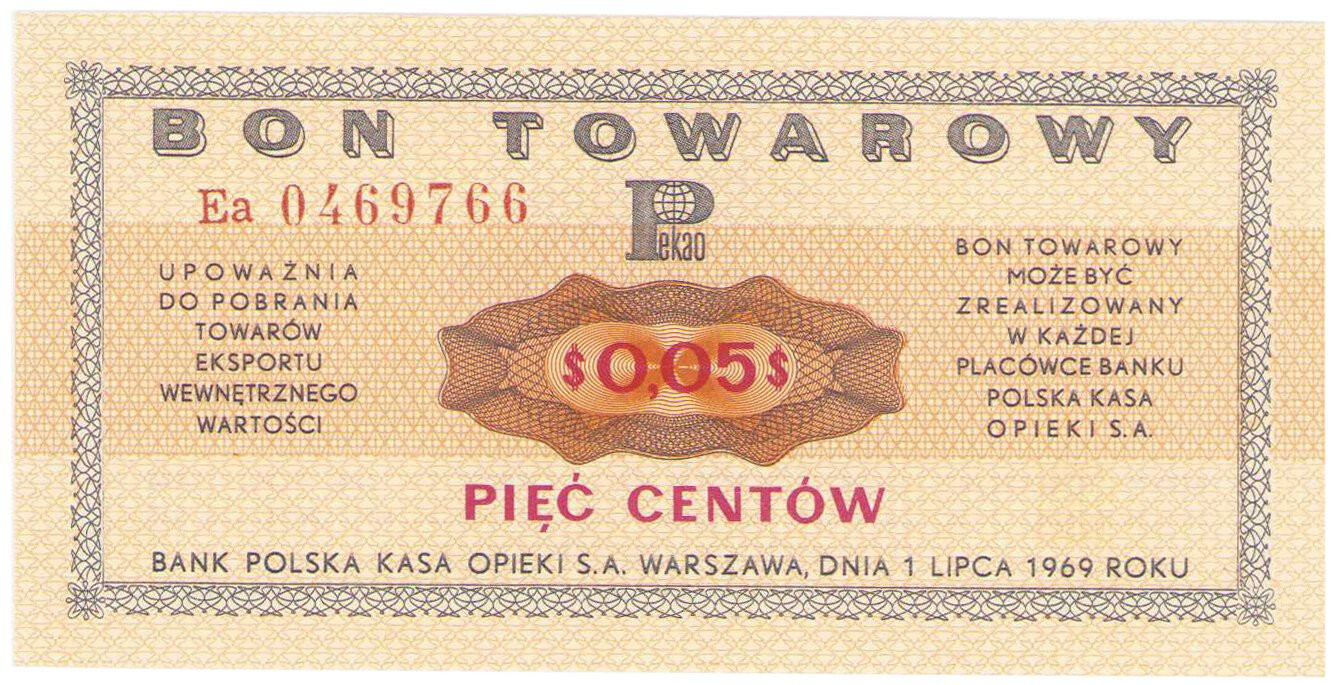 BON TOWAROWY
Ea 0469766
Pekao
UPOWAŻNIA
DO POBRANIA
TOWARÓW
EKSPORTU
WEWNĘTRZNEGO
WARTOŚCI
$0,05$
BON TOWAROWY
MOŻE BYĆ
ZREALIZOWANY
W KAŻDEJ
PLACÓWCE BANKU
POLSKA KASA
OPIEKI S.A.
PIĘĆ CENTÓW
BANK POLSKA KASA OPIEKI S.A. WARSZAWA, DNIA 1 LIPCA 1969 ROKU